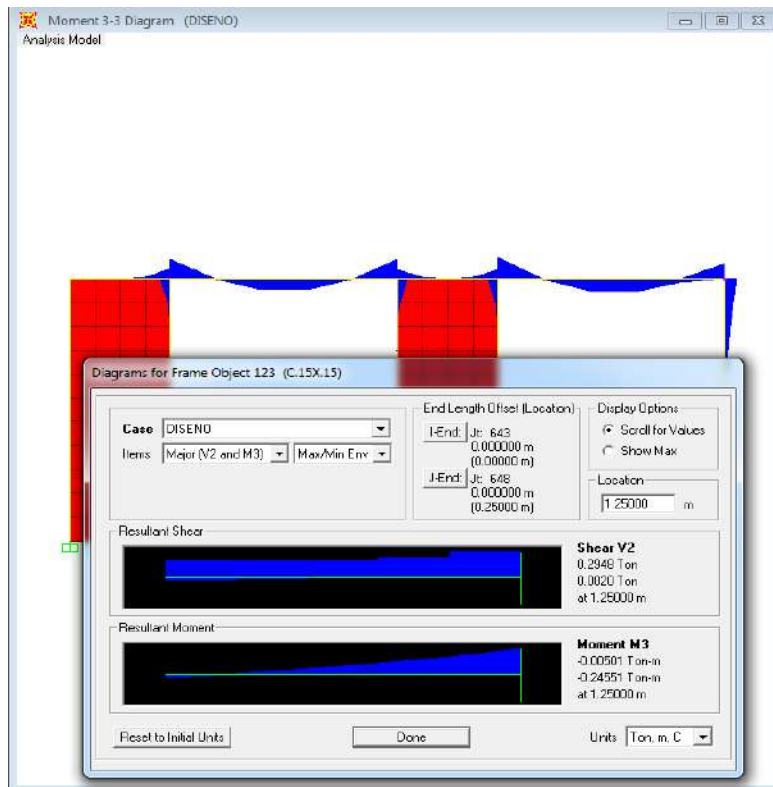 Moment 3-3 Diagram (DISENO)
Analysis Model
Diagrams for Frame Object 123 (C.15X.15)
Case DISENO
Items Major (V2 and M3) Max/Min Env
End Length Offset (Location)
I-End: Jt: 643
0.000000 m
(0.00000 m)
J-End: Jt: 648
0.000000 m
(0.25000 m)
Display Options
Scroll for Values
Show Max
Location
1.25000 m
Resultant Shear
Shear V2
0.2948 Ton
0.0020 Ton
at 1.25000 m
Resultant Moment
Moment M3
-0.00501 Ton-m
-0.24551 Ton-m
at 1.25000 m
Reset to Initial Units
Done
Units Ton, m, C